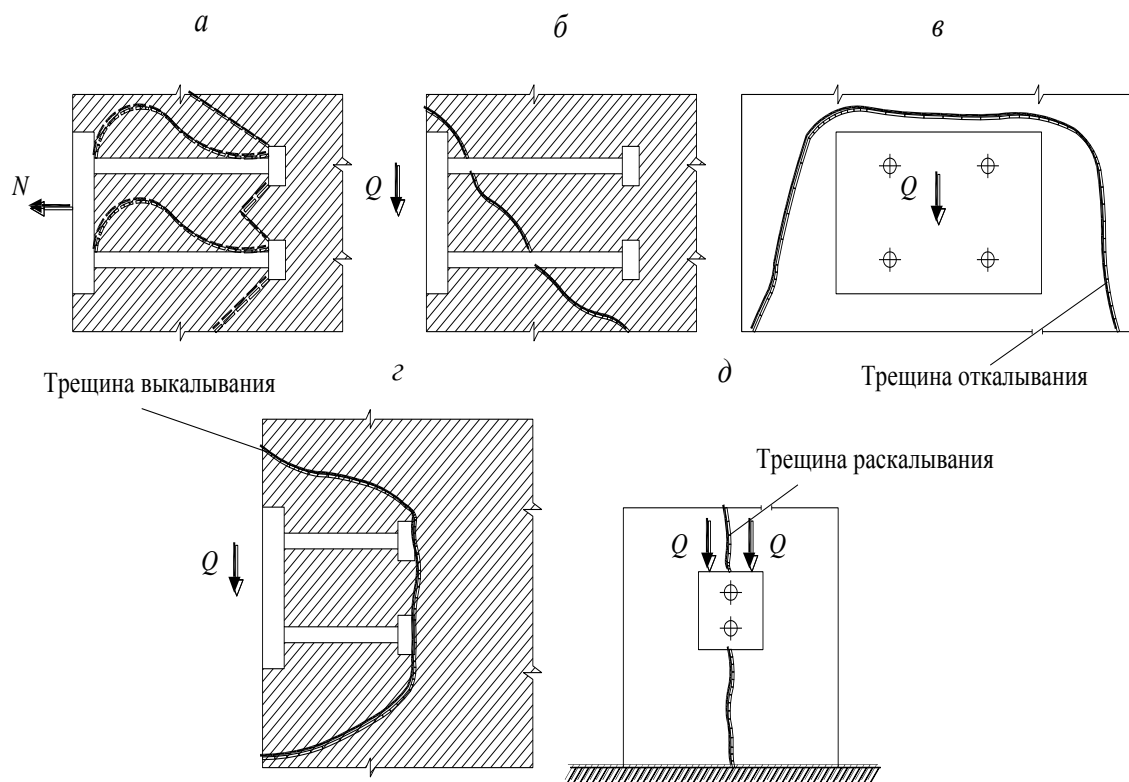 а
б
в
N
Q
Q
Трещина выкалывания
г
д
Трещина откалывания
Трещина раскалывания
Q
Q
Q